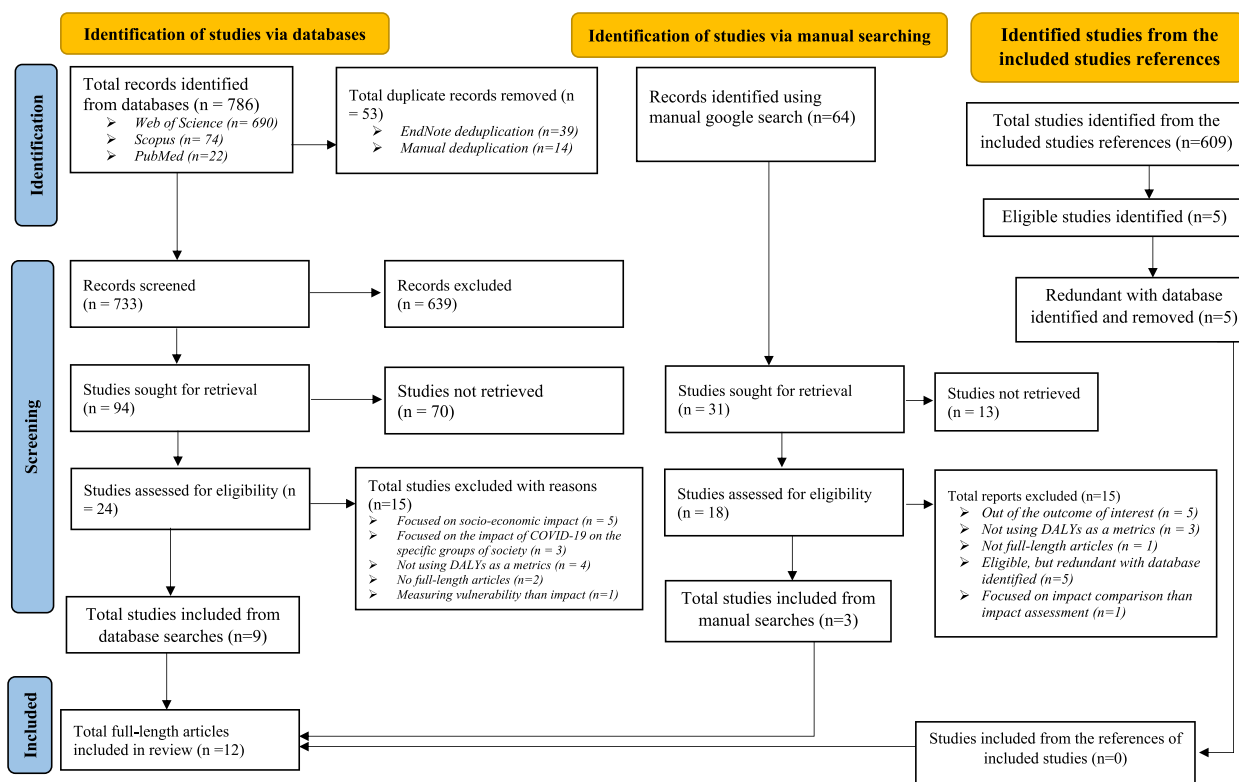 Identification of studies via databases
Identification of studies via manual searching
Identified studies from the
included studies references
Identification
Total records identified
from databases (n = 786)
➢ Web of Science (n= 690)
➢ Scopus (n= 74)
➢ PubMed (n=22)
Total duplicate records removed (n
= 53)
➢ EndNote deduplication (n=39)
➢ Manual deduplication (n=14)
Records identified using
manual google search (n=64)
Total studies identified from the
included studies references
(n=609)
Eligible studies identified (n=5)
Redundant with database
identified and removed (n=5)
Screening
Records screened
(n = 733)
Records excluded
(n = 639)
Studies sought for retrieval
(n = 94)
Studies not retrieved
(n = 70)
Studies sought for retrieval
(n = 31)
Studies not retrieved
(n = 13)
Studies assessed for eligibility (n
= 24)
Total studies excluded with reasons
(n=15)
➢ Focused on socio-economic impact (n = 5)
➢ Focused on the impact of COVID-19 on the
specific groups of society (n = 3)
➢ Not using DALYs as a metrics (n = 4)
➢ No full-length articles (n=2)
➢ Measuring vulnerability than impact (n=1)
Studies assessed for eligibility
(n = 18)
Total reports excluded (n=15)
➢ Out of the outcome of interest (n = 5)
➢ Not using DALYs as a metrics (n = 3)
➢ Not full-length articles (n = 1)
➢ Eligible, but redundant with database
identified (n=5)
➢ Focused on impact comparison than
impact assessment (n=1)
Total studies included from
database searches (n=9)
Total studies included from
manual searches (n=3)
Included
Total full-length articles
included in review (n =12)
Studies included from the references of
included studies (n=0)